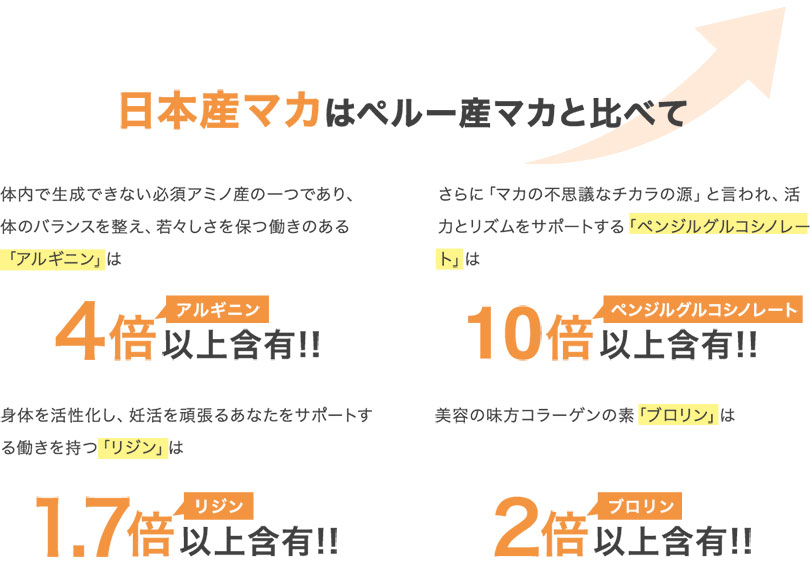 日本産マカはペルー産マカと比べて
体内で生成できない必須アミノ産の一つであり、
体のバランスを整え、若々しさを保つ働きのある
「アルギニン」は
アルギニン
4倍以上含有!!
さらに「マカの不思議なチカラの源」と言われ、活
力とリズムをサポートする「ペンジルグルコシノレー
ト」は
ペンジルグルコシノレート
10倍以上含有!!
身体を活性化し、妊活を頑張るあなたをサポートす
る働きを持つ「リジン」は
リジン
1.7倍以上含有!!
美容の味方コラーゲンの素「ブロリン」は
ブロリン
2倍以上含有!!